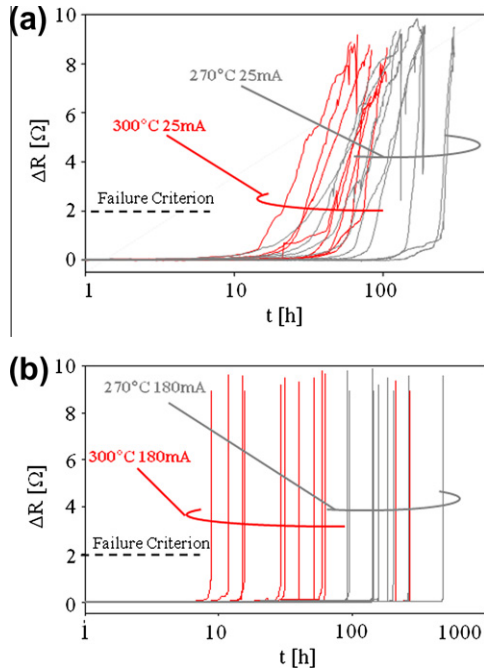 (a)
10
8
6
4
2
0
ΔR [Ω]
270°C 25mA
300°C 25mA
Failure Criterion
1
10
100
t [h]
(b)
10
8
6
4
2
0
ΔR [Ω]
270°C 180mA
300°C 180mA
Failure Criterion
1
10
100
1000
t [h]